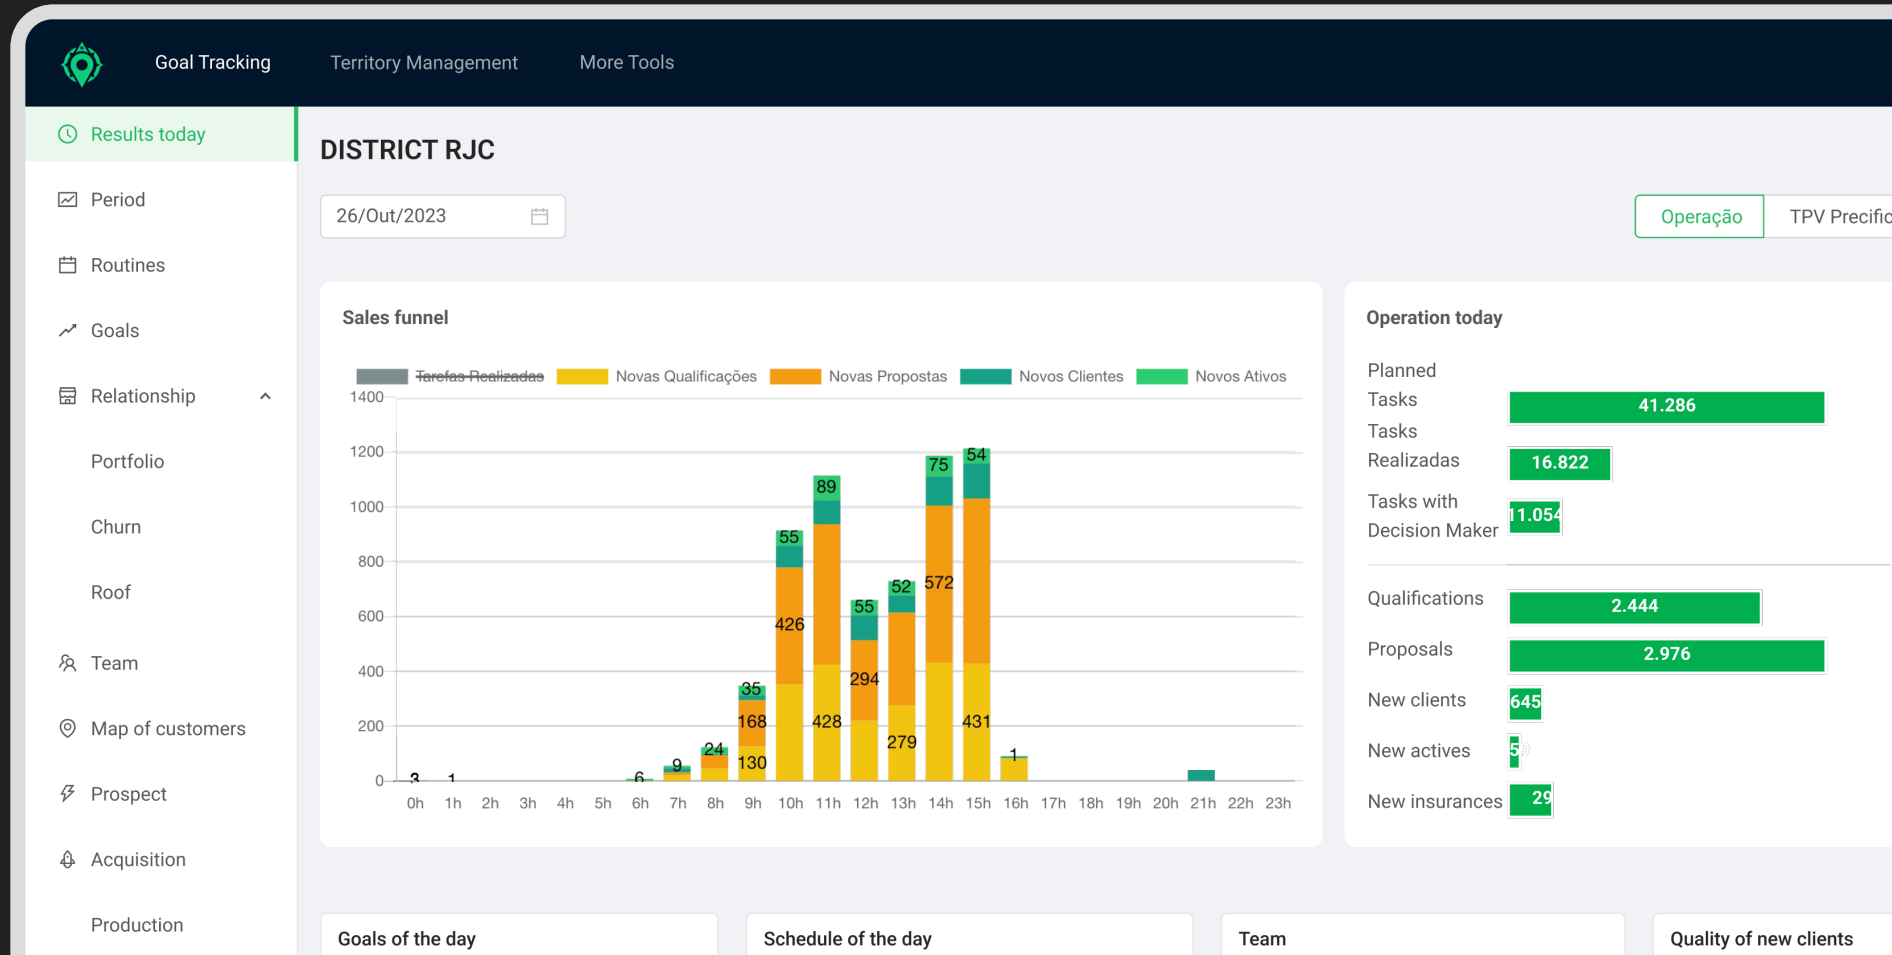 Goal Tracking
Territory Management
More Tools
Results today
Period
Routines
Goals
Relationship
Portfolio
Churn
Roof
Team
Map of customers
Prospect
Acquisition
Production
DISTRICT RJC
26/Out/2023
Operação
TPV Precific
Sales funnel
Tarefas Realizadas
Novas Qualificações
Novas Propostas
Novos Clientes
Novos Ativos
1400
1200
1000
800
600
400
200
0
3
1
6
9
24
35
168
130
55
426
89
428
55
294
52
279
75
572
54
431
1
0h 1h 2h 3h 4h 5h 6h 7h 8h 9h 10h 11h 12h 13h 14h 15h 16h 17h 18h 19h 20h 21h 22h 23h
Operation today
Planned
Tasks
41.286
Tasks
Realizadas
16.822
Tasks with
Decision Maker
11.054
Qualifications
2.444
Proposals
2.976
New clients
645
New actives
New insurances
29
Goals of the day
Schedule of the day
Team
Quality of new clients